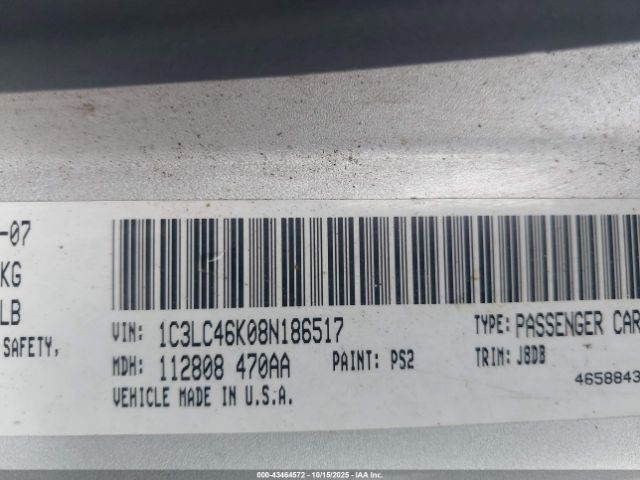 -07
KG
LB
SAFETY,
VIN: 1C3LC46K08N186517
TYPE: PASSENGER CAR
MDH: 112808 470AA
PAINT: PS2
TRIM: J8DB
VEHICLE MADE IN U.S.A.
4658843
000-43464572 | 10/15/2025 - IAA Inc.